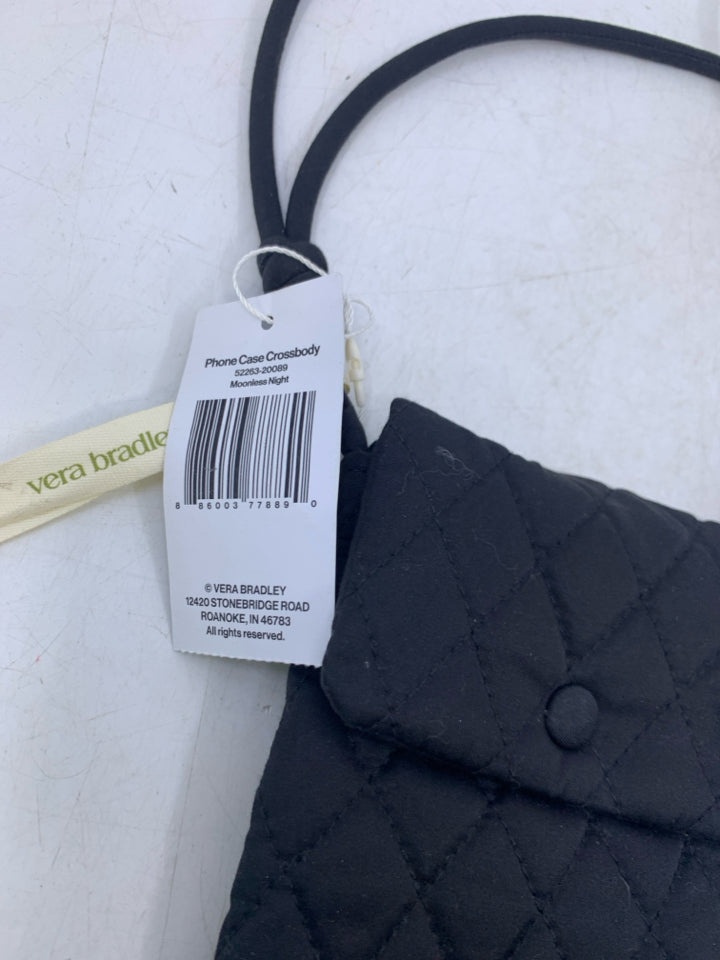 Phone Case Crossbody
52263-20089
Moonless Night
8 86003 77889 0
vera bradle
© VERA BRADLEY
12420 STONEBRIDGE ROAD
ROANOKE, IN 46783
All rights reserved.